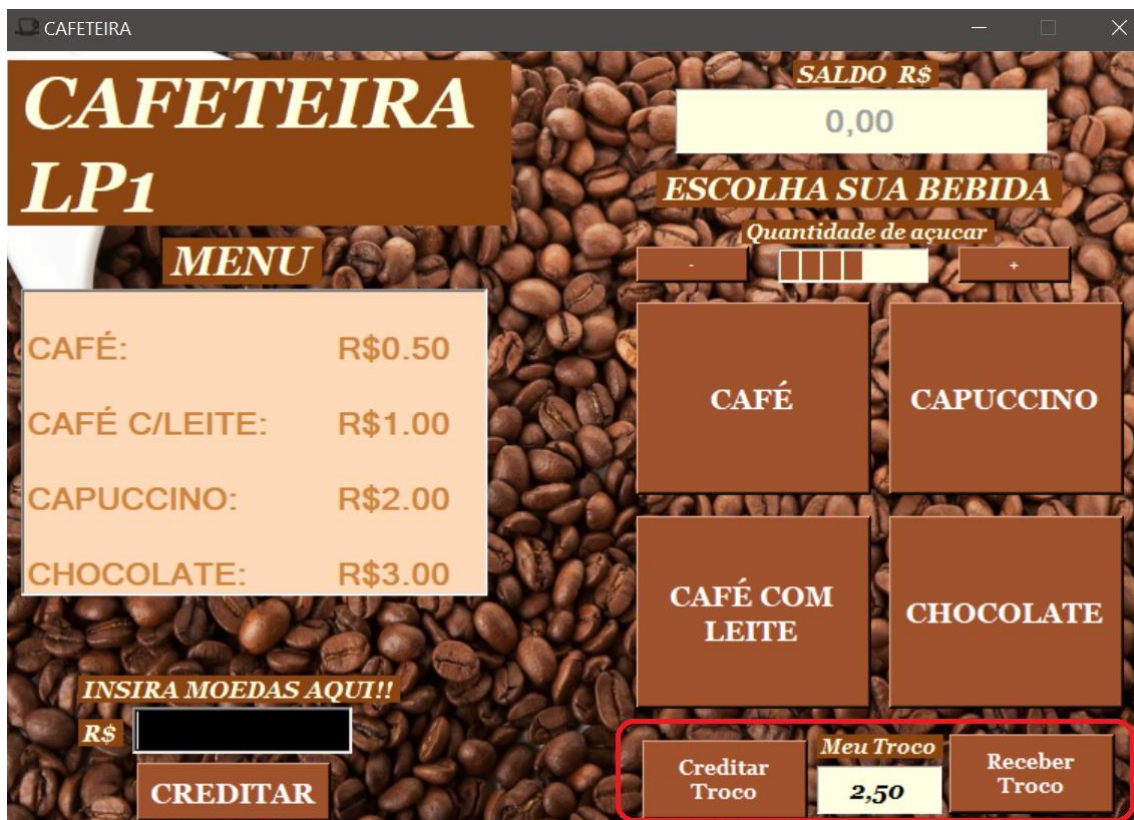 CAFETEIRA
CAFETEIRA
LP1
MENU
CAFÉ: R$0.50
CAFÉ C/LEITE: R$1.00
CAPUCCINO: R$2.00
CHOCOLATE: R$3.00
INSIRA MOEDAS AQUI!!
R$
CREDITAR
SALDO R$
0,00
ESCOLHA SUA BEBIDA
Quantidade de açucar
- +
CAFÉ
CAPUCCINO
CAFÉ COM
LEITE
CHOCOLATE
Creditar
Troco
Meu Troco
2,50
Receber
Troco